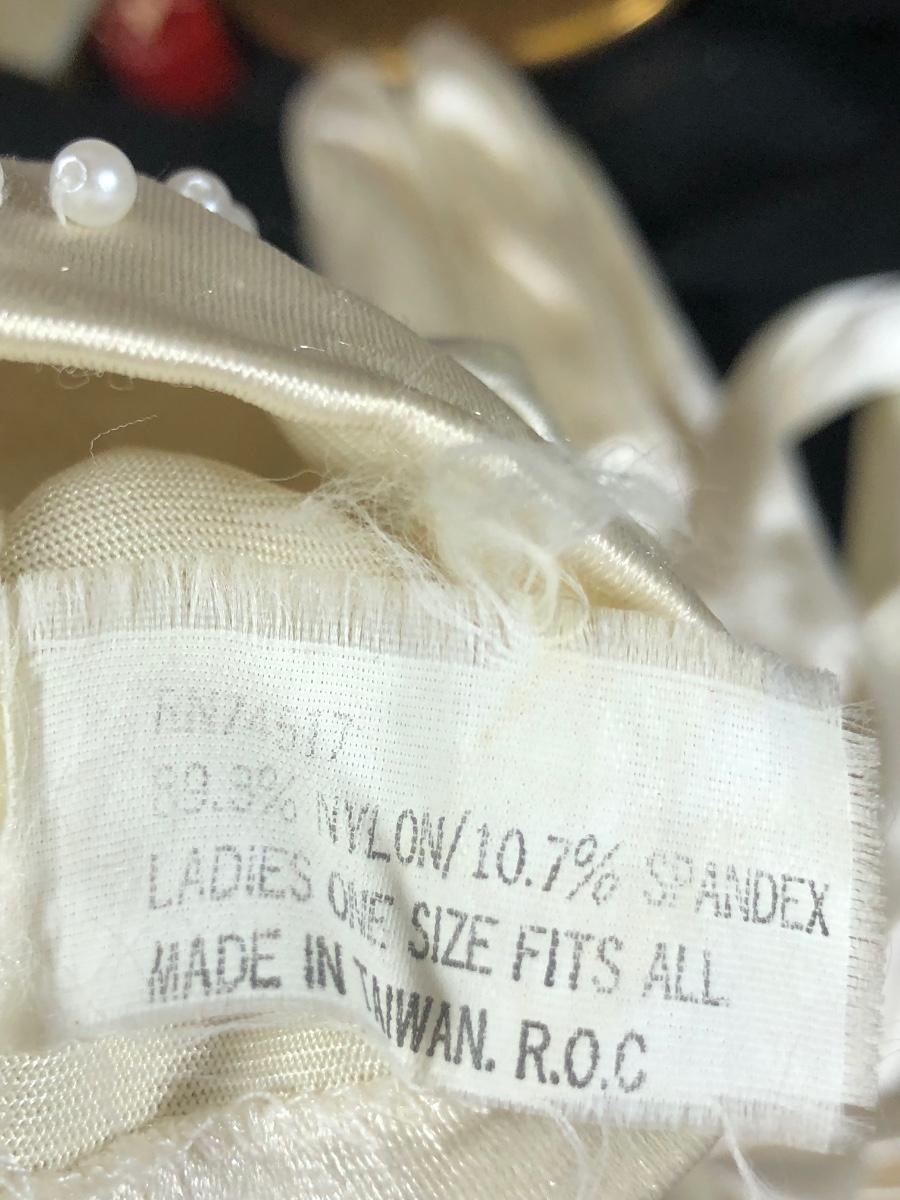 89.3% NYLON/10.7% SPANDEX
LADIES ONE SIZE FITS ALL
MADE IN TAIWAN. R.O.C